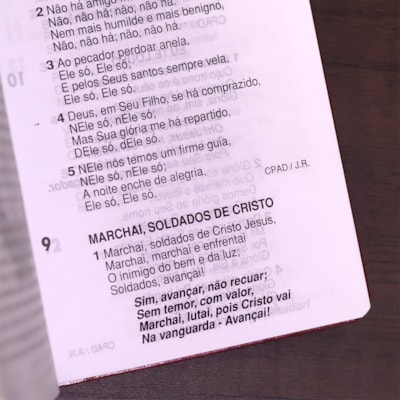 2 Não há amigo ma
Não, não há; não, não há.
Nem mais humilde e mais benigno,
Não, não há; não, não há.
3 Ao pecador perdoar anela,
Ele só, Ele só;
E pelos Seus santos sempre vela,
Ele só, Ele só.
4 Deus, em Seu Filho, se há comprazido,
NEle só, nEle só;
Mas Sua glória me há repartido,
DEle só, dEle só.
5 NEle nós temos um firme guia,
NEle só, nEle só;
A noite enche de alegria,
Ele só, Ele só.
CPAD / J.R.
92 MARCHAI, SOLDADOS DE CRISTO
1 Marchai, soldados de Cristo Jesus,
Marchai, marchai e enfrentai
O inimigo do bem e da luz;
Soldados, avançai!
Sim, avançar, não recuar;
Sem temor, com valor,
Marchai, lutai, pois Cristo vai
Na vanguarda - Avançai!